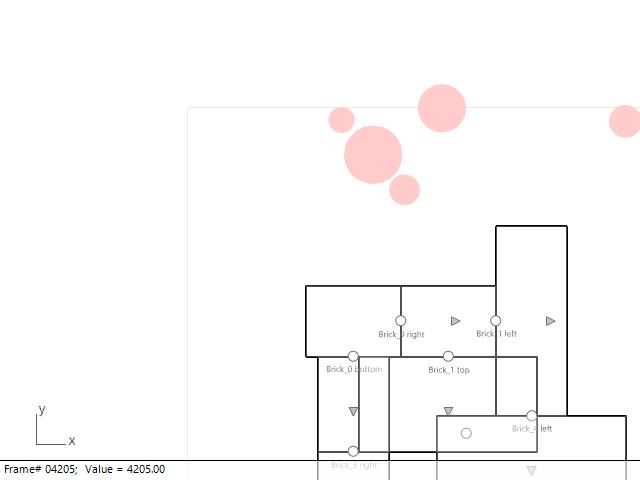 Brick_0 right
Brick_1 left
Brick_0 bottom
Brick_1 top
y
Brick_4 left
x
Brick_3 right
Frame# 04205; Value = 4205.00